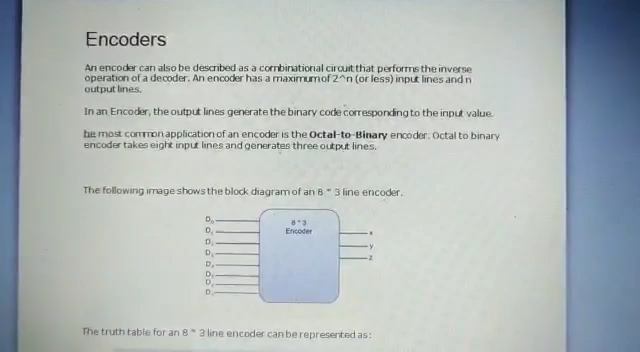 Encoders
An encoder can also be described as a combinational circuit that performs the inverse
operation of a decoder. An encoder has a maximum of 2^n (or less) input lines and n
output lines.
In an Encoder, the output lines generate the binary code corresponding to the input value.
he most common application of an encoder is the Octal-to-Binary encoder. Octal to binary
encoder takes eight input lines and generates three output lines.
The following image shows the block diagram of an 8 * 3 line encoder.
8 * 3
Encoder
D
D
D
D
D
D
D
D
x
y
z
The truth table for an 8 * 3 line encoder can be represented as: